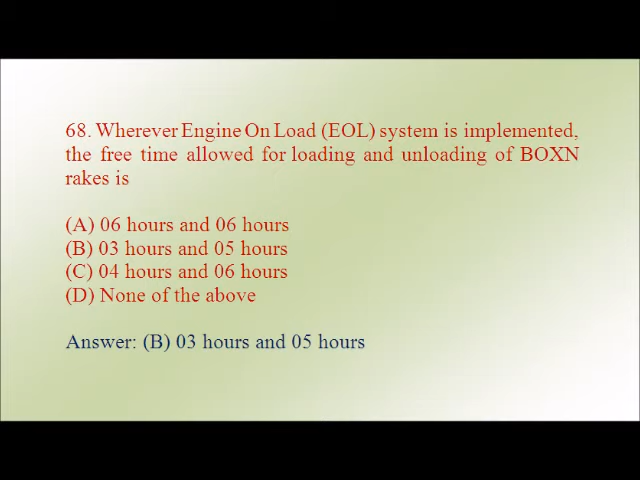 68. Wherever Engine On Load (EOL) system is implemented,
the free time allowed for loading and unloading of BOXN
rakes is
(A) 06 hours and 06 hours
(B) 03 hours and 05 hours
(C) 04 hours and 06 hours
(D) None of the above
Answer: (B) 03 hours and 05 hours